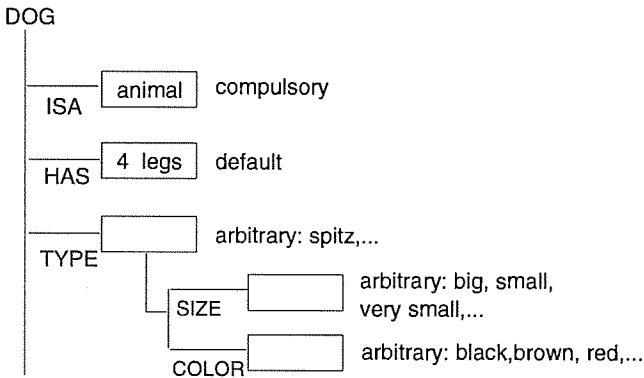 DOG
animal compulsory
ISA
4 legs default
HAS
arbitrary: spitz,...
TYPE
arbitrary: big, small,
SIZE very small,...
arbitrary: black,brown, red,...
COLOR